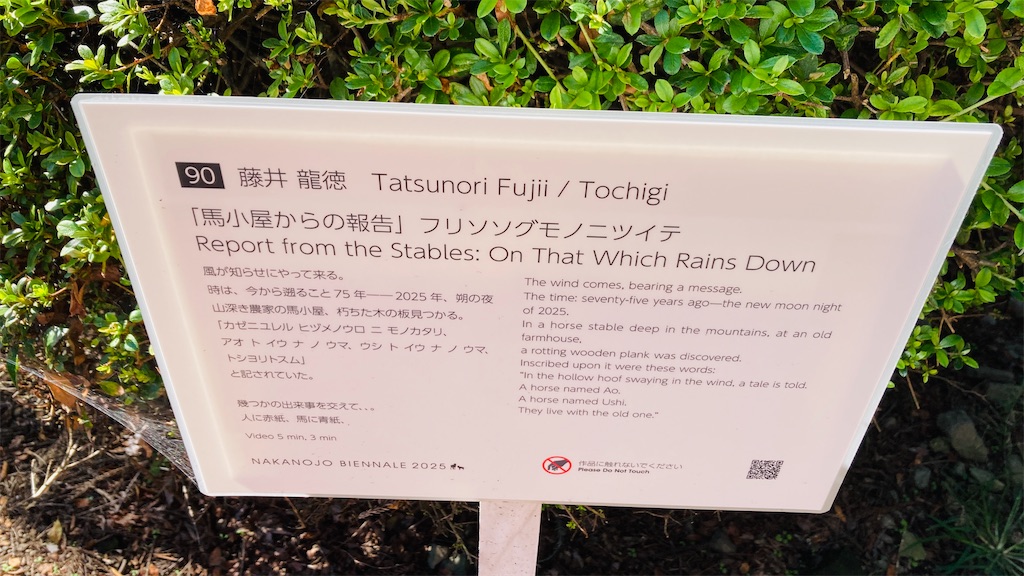 90 藤井 龍徳 Tatsunori Fujii / Tochigi
「馬小屋からの報告」フリソソグモノニツイテ
Report from the Stables: On That Which Rains Down
風が知らせにやって来る。
時は、今から遡ること75年——2025年、朔の夜
山深き農家の馬小屋、朽ちた木の板見つかる。
「カゼニユレル ヒヅメノウロ ニ モノカタリ、
アオ ト イウ ナ ノ ウマ、ウシ ト イウ ナ ノ ウマ、
トシヨリトスム」
と記されていた。
幾つかの出来事を交えて､､､
人に赤紙、馬に青紙、
Video 5 min, 3 min
The wind comes, bearing a message.
The time: seventy-five years ago—the new moon night
of 2025.
In a horse stable deep in the mountains, at an old
farmhouse,
a rotting wooden plank was discovered.
Inscribed upon it were these words:
"In the hollow hoof swaying in the wind, a tale is told.
A horse named Ao.
A horse named Ushi.
They live with the old one."
NAKANOJO BIENNALE 2025
作品に触れないでください
Please Do Not Touch